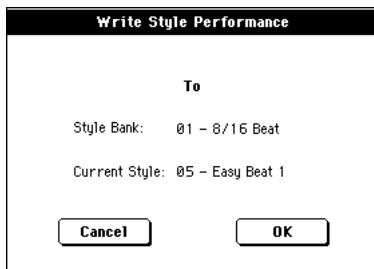 Write Style Performance
To
Style Bank: 01 - 8/16 Beat
Current Style: 05 - Easy Beat 1
Cancel OK